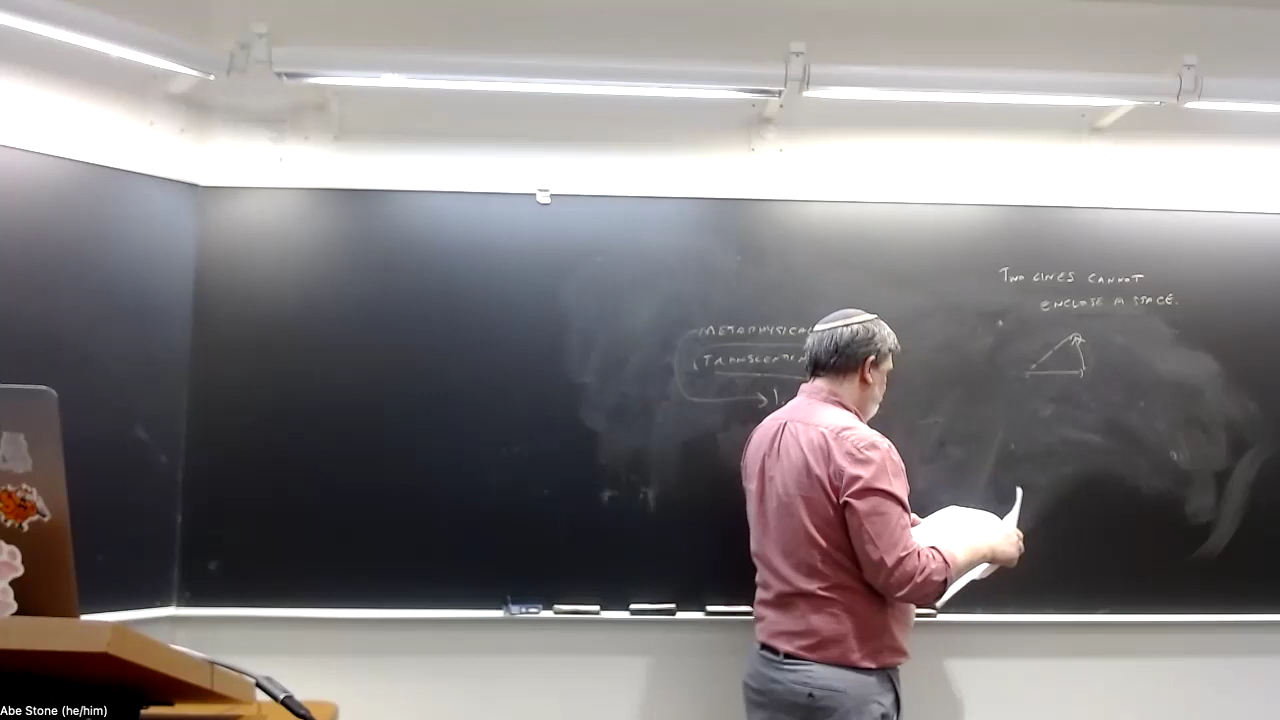 METAPHYSICAL
TWO LINES CANNOT
ENCLOSE A SPACE.
Abe Stone (he/him)